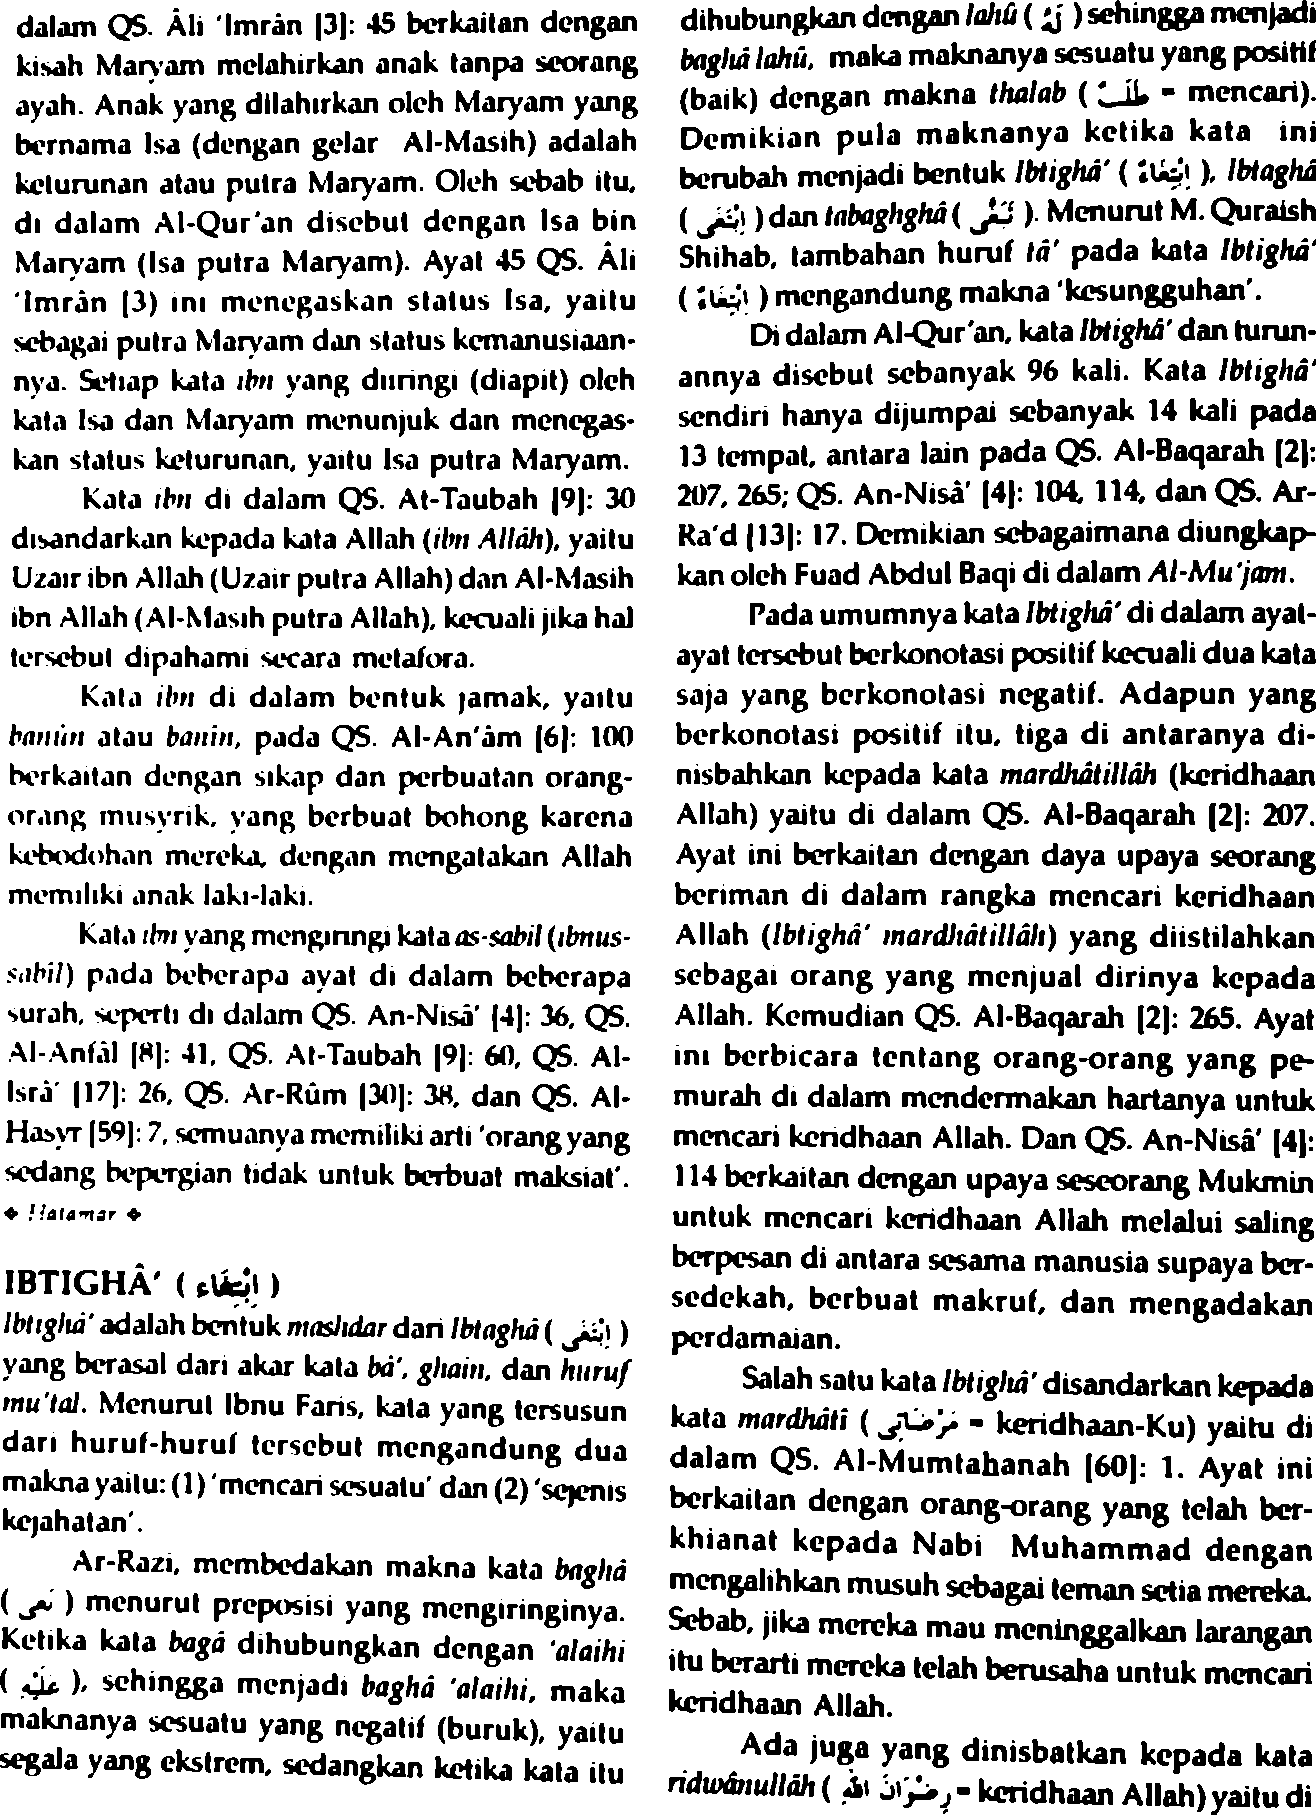 dalam QS. Âli 'Imrân [3]: 45 berkaitan dengan
kisah Maryam melahirkan anak tanpa seorang
ayah. Anak yang dilahirkan oleh Maryam yang
bernama Isa (dengan gelar Al-Masih) adalah
keturunan atau putra Maryam. Oleh sebab itu,
di dalam Al-Qur'an disebut dengan Isa bin
Maryam (Isa putra Maryam). Ayat 45 QS. Âli
'Imrân [3) ini menegaskan status Isa, yaitu
sebagai putra Maryam dan status kemanusiaan-
nya. Setiap kata ibn yang diiringi (diapit) oleh
kata Isa dan Maryam menunjuk dan menegas-
kan status keturunan, yaitu Isa putra Maryam.
Kata ibn di dalam QS. At-Taubah [9]: 30
disandarkan kepada kata Allah (ibn Allâh), yaitu
Uzair ibn Allah (Uzair putra Allah) dan Al-Masih
ibn Allah (Al-Masih putra Allah), kecuali jika hal
tersebut dipahami secara metafora.
Kata ibn di dalam bentuk jamak, yaitu
banûn atau banîn, pada QS. Al-An'âm [6]: 100
berkaitan dengan sikap dan perbuatan orang-
orang musyrik, yang berbuat bohong karena
kebodohan mereka, dengan mengatakan Allah
memiliki anak laki-laki.
Kata ibn yang mengiringi kata as-sabil (ibnus-
sabil) pada beberapa ayat di dalam beberapa
surah, seperti di dalam QS. An-Nisâ' [4]: 36, QS.
Al-Anfâl [8]: 41, QS. At-Taubah [9]: 60, QS. Al-
Isrâ' [17]: 26, QS. Ar-Rûm [30]: 38, dan QS. Al-
Hasyr [59]: 7, semuanya memiliki arti 'orang yang
sedang bepergian tidak untuk berbuat maksiat'.
IBTIGHÂ' ( ابْتِغَاء )
Ibtighâ' adalah bentuk mashdar dari Ibtaghâ ( ابْتَغَى )
yang berasal dari akar kata bâ', ghain, dan huruf
mu'tal. Menurut Ibnu Faris, kata yang tersusun
dari huruf-huruf tersebut mengandung dua
makna yaitu: (1) 'mencari sesuatu' dan (2) 'sejenis
kejahatan'.
Ar-Razi, membedakan makna kata baghâ
( بَغَى ) menurut preposisi yang mengiringinya.
Ketika kata bagâ dihubungkan dengan 'alaihi
( عَلَيْهِ ), sehingga menjadi baghâ 'alaihi, maka
maknanya sesuatu yang negatif (buruk), yaitu
segala yang ekstrem, sedangkan ketika kata itu
dihubungkan dengan lahû ( لَهُ ) sehingga menjadi
baghâ lahû, maka maknanya sesuatu yang positif
(baik) dengan makna thalab ( طَلَبَ = mencari).
Demikian pula maknanya ketika kata ini
berubah menjadi bentuk Ibtighâ' ( ابْتِغَاءُ ), Ibtaghâ
( ابْتَغَى ) dan tabaghghâ ( تَبَغَّى ). Menurut M. Quraish
Shihab, tambahan huruf tâ' pada kata Ibtighâ'
( ابْتِغَاءُ ) mengandung makna 'kesungguhan'.
Di dalam Al-Qur'an, kata Ibtighâ' dan turun-
annya disebut sebanyak 96 kali. Kata Ibtighâ'
sendiri hanya dijumpai sebanyak 14 kali pada
13 tempat, antara lain pada QS. Al-Baqarah [2]:
207, 265; QS. An-Nisâ' [4]: 104, 114, dan QS. Ar-
Ra'd [13]: 17. Demikian sebagaimana diungkap-
kan oleh Fuad Abdul Baqi di dalam Al-Mu'jam.
Pada umumnya kata Ibtighâ' di dalam ayat-
ayat tersebut berkonotasi positif kecuali dua kata
saja yang berkonotasi negatif. Adapun yang
berkonotasi positif itu, tiga di antaranya di-
nisbahkan kepada kata mardhâtillâh (keridhaan
Allah) yaitu di dalam QS. Al-Baqarah [2]: 207.
Ayat ini berkaitan dengan daya upaya seorang
beriman di dalam rangka mencari keridhaan
Allah (Ibtighâ' mardhâtillâh) yang diistilahkan
sebagai orang yang menjual dirinya kepada
Allah. Kemudian QS. Al-Baqarah [2]: 265. Ayat
ini berbicara tentang orang-orang yang pe-
murah di dalam mendermakan hartanya untuk
mencari keridhaan Allah. Dan QS. An-Nisâ' [4]:
114 berkaitan dengan upaya seseorang Mukmin
untuk mencari keridhaan Allah melalui saling
berpesan di antara sesama manusia supaya ber-
sedekah, berbuat makruf, dan mengadakan
perdamaian.
Salah satu kata Ibtighâ' disandarkan kepada
kata mardhâtî ( مَرْضَاتِي = keridhaan-Ku) yaitu di
dalam QS. Al-Mumtahanah [60]: 1. Ayat ini
berkaitan dengan orang-orang yang telah ber-
khianat kepada Nabi Muhammad dengan
mengalihkan musuh sebagai teman setia mereka.
Sebab, jika mereka mau meninggalkan larangan
itu berarti mereka telah berusaha untuk mencari
keridhaan Allah.
Ada juga yang dinisbatkan kepada kata
ridwânullâh ( رِضْوَانُ اللهِ = keridhaan Allah) yaitu di